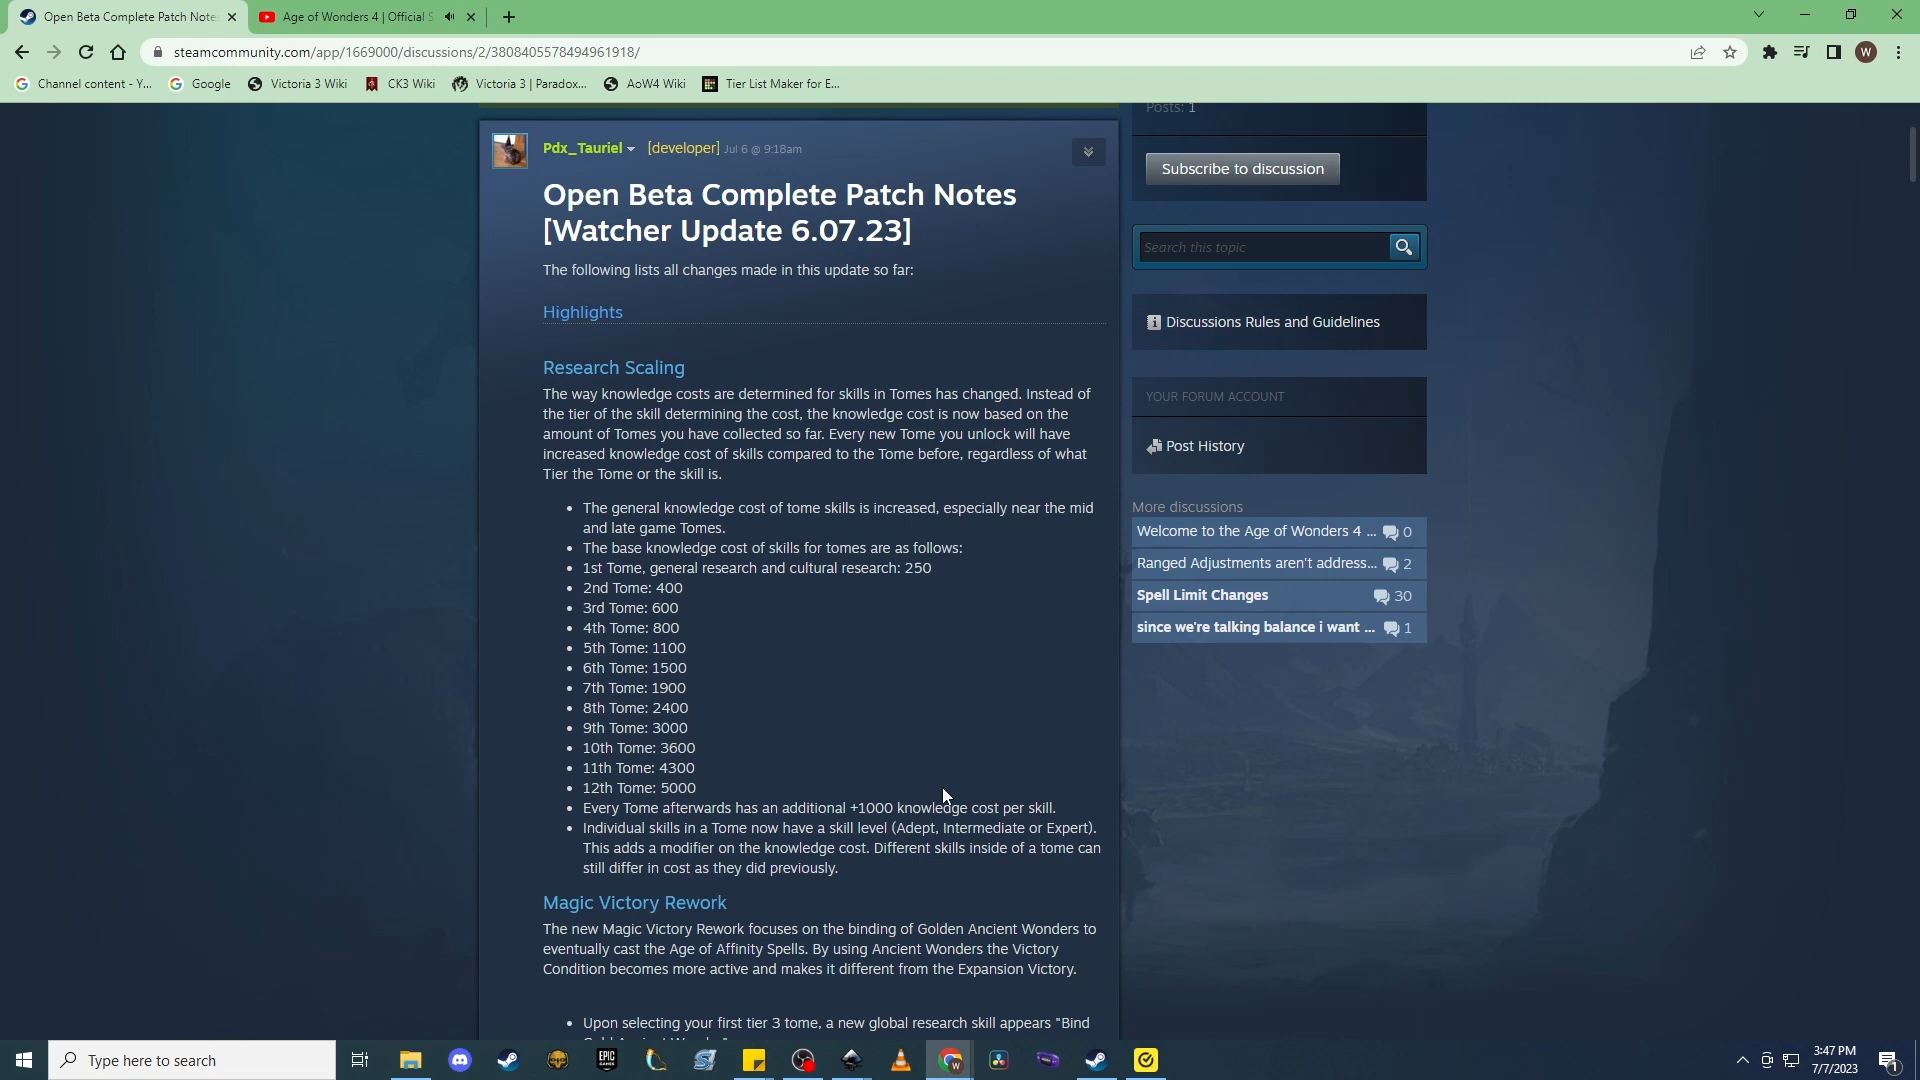 Open Beta Complete Patch Note
Age of Wonders 4 | Official S
steamcommunity.com/app/1669000/discussions/2/3808405578494961918/
W
Channel content - Y...
Google
Victoria 3 Wiki
CK3 Wiki
Victoria 3 | Paradox...
AoW4 Wiki
Tier List Maker for E...
Posts: 1
Pdx_Tauriel [developer] Jul 6 @ 9:18am
Subscribe to discussion
Open Beta Complete Patch Notes
[Watcher Update 6.07.23]
Search this topic
The following lists all changes made in this update so far:
Highlights
Discussions Rules and Guidelines
Research Scaling
The way knowledge costs are determined for skills in Tomes has changed. Instead of
the tier of the skill determining the cost, the knowledge cost is now based on the
amount of Tomes you have collected so far. Every new Tome you unlock will have
increased knowledge cost of skills compared to the Tome before, regardless of what
Tier the Tome or the skill is.
YOUR FORUM ACCOUNT
Post History
• The general knowledge cost of tome skills is increased, especially near the mid
and late game Tomes.
• The base knowledge cost of skills for tomes are as follows:
• 1st Tome, general research and cultural research: 250
• 2nd Tome: 400
• 3rd Tome: 600
• 4th Tome: 800
• 5th Tome: 1100
• 6th Tome: 1500
• 7th Tome: 1900
• 8th Tome: 2400
• 9th Tome: 3000
• 10th Tome: 3600
• 11th Tome: 4300
• 12th Tome: 5000
• Every Tome afterwards has an additional +1000 knowledge cost per skill.
• Individual skills in a Tome now have a skill level (Adept, Intermediate or Expert).
This adds a modifier on the knowledge cost. Different skills inside of a tome can
still differ in cost as they did previously.
More discussions
Welcome to the Age of Wonders 4 ... 0
Ranged Adjustments aren't address... 2
Spell Limit Changes 30
since we're talking balance i want ... 1
Magic Victory Rework
The new Magic Victory Rework focuses on the binding of Golden Ancient Wonders to
eventually cast the Age of Affinity Spells. By using Ancient Wonders the Victory
Condition becomes more active and makes it different from the Expansion Victory.
• Upon selecting your first tier 3 tome, a new global research skill appears "Bind
Type here to search
EPIC
GAMES
W
3:47 PM
7/7/2023
1